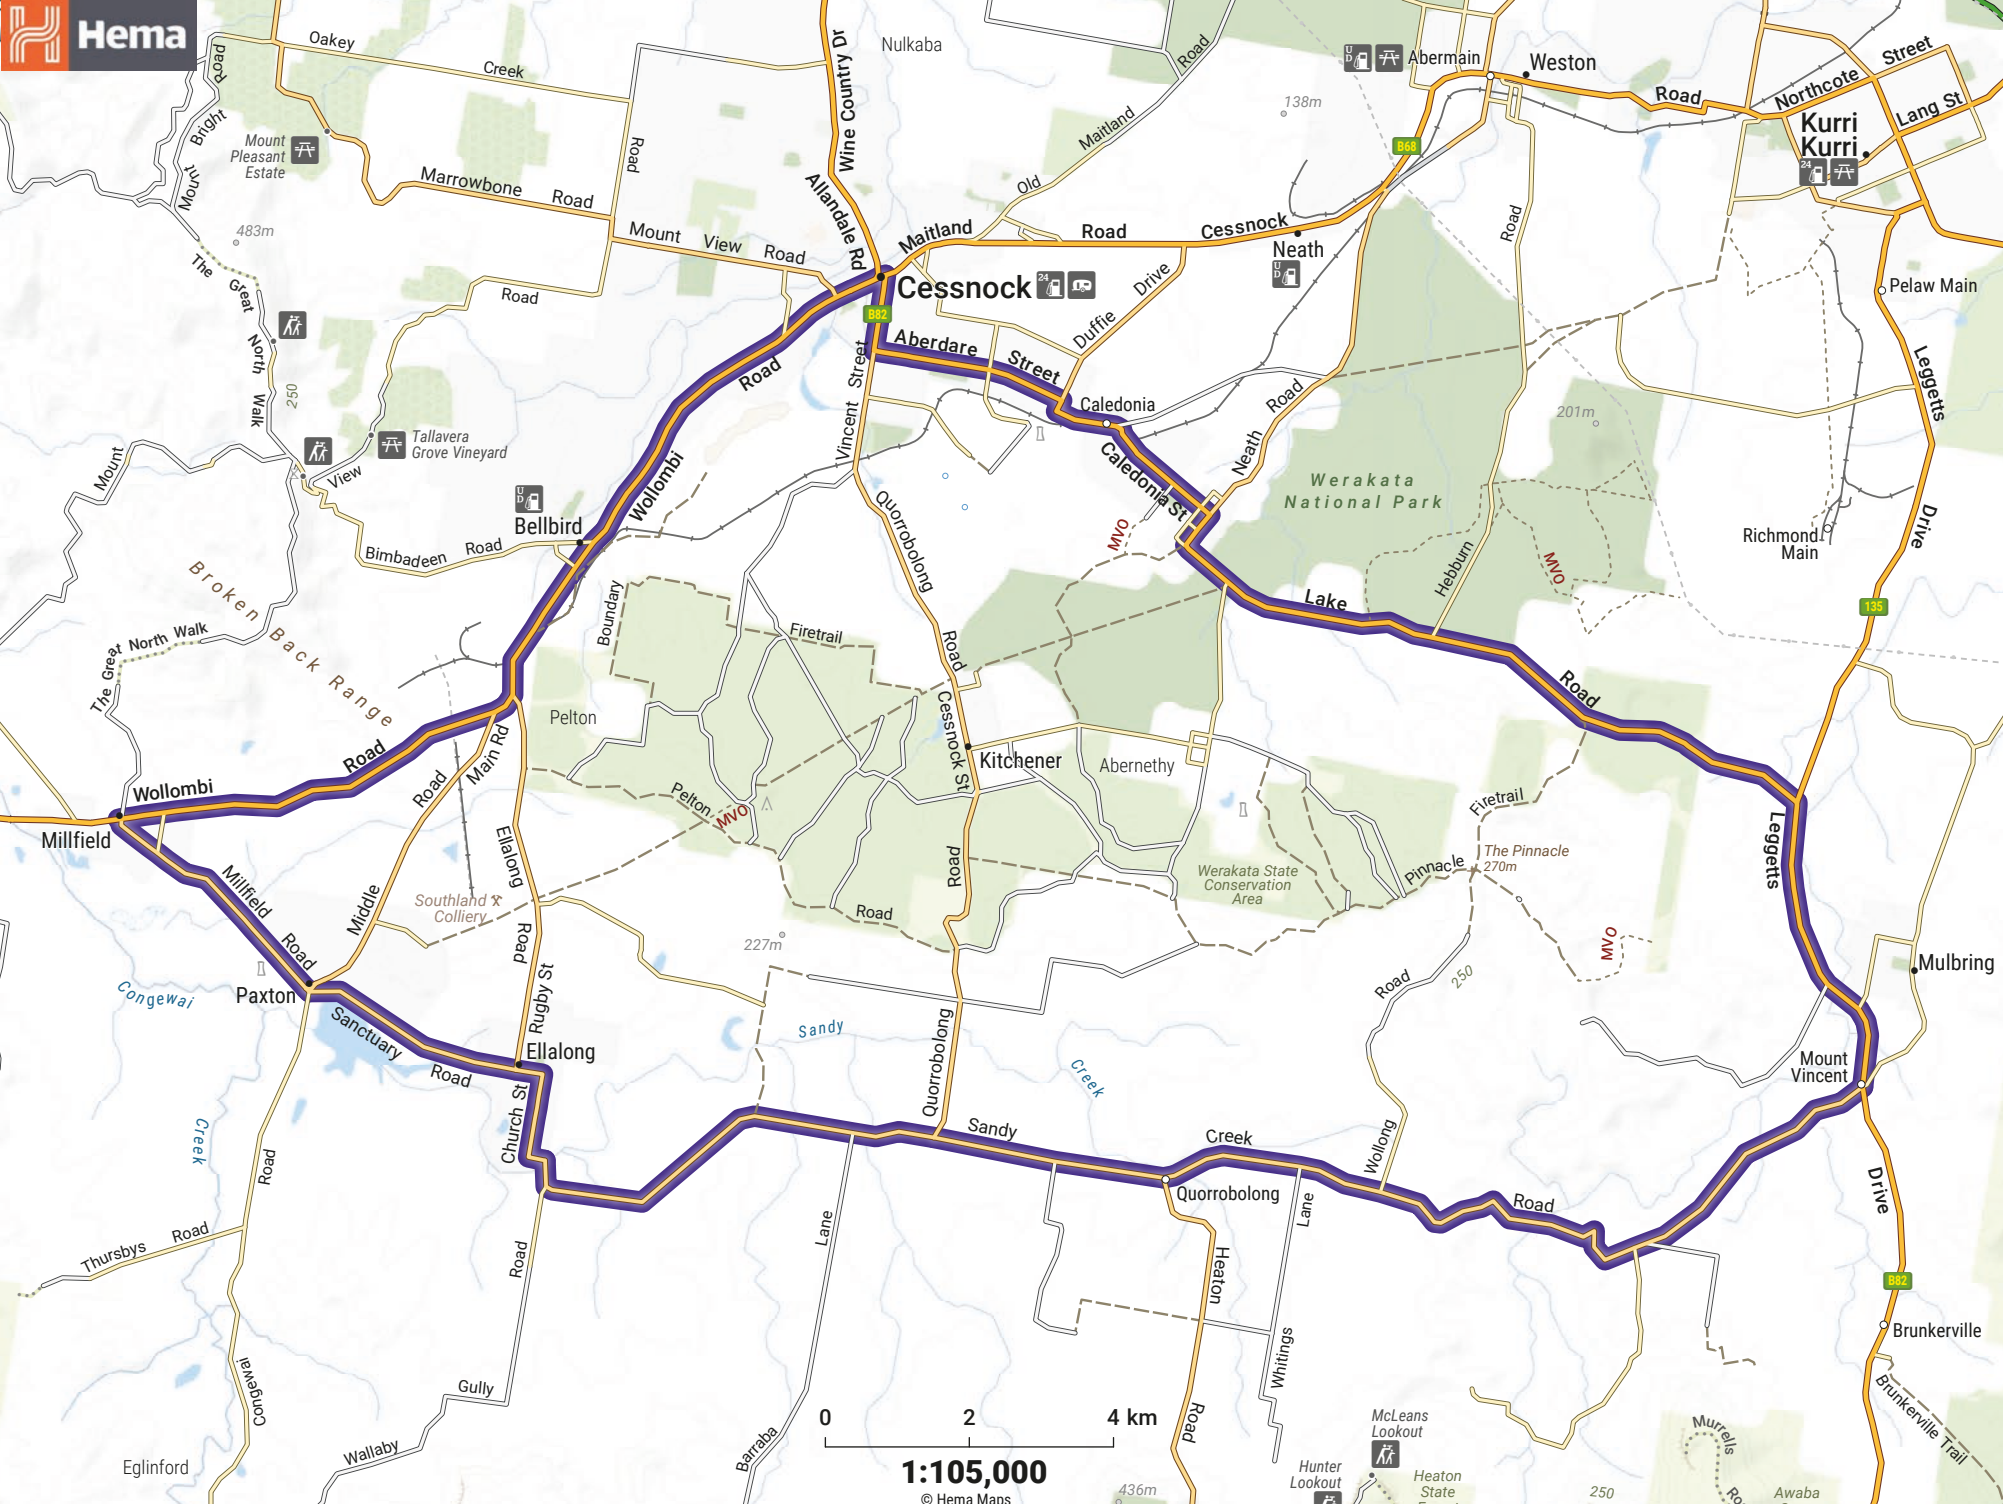 Hema
Oakey
Creek
Road
Bright
Mount
Mount
Pleasant
Estate
483m
The
Great
North
Walk
250
Marrowbone
Road
Road
Mount
View
Road
Road
Wine Country Dr
Allandale Rd
Nulkaba
Maitland
Road
Old
Maitland
Road
Cessnock
138m
B68
Abermain
Weston
Road
Northcote
Street
Lang St
Kurri
Kurri
24
Neath
U
D
Cessnock
24
B82
Duffie
Drive
Aberdare
Street
Vincent
Street
Road
Wollombi
Caledonia
Caledonia St
Neath
Road
Road
Hebburn
Werakata
National Park
201m
MVO
MVO
Pelaw Main
Leggetts
Drive
Richmond
Main
135
Tallavera
Grove Vineyard
View
Mount
U
D
Bellbird
Bimbadeen
Road
Broken
Back
Range
The Great
North Walk
Boundary
Firetrail
Quorrobolong
Road
Cessnock St
Lake
Road
Pelton
Kitchener
Abernethy
Pelton
MVO
Road
Main Rd
Road
Middle
Wollombi
Road
Millfield
Millfield
Road
Ellalong
Road
Southland
Colliery
Road
227m
Werakata State
Conservation
Area
Firetrail
Pinnacle
The Pinnacle
270m
MVO
Leggetts
Mulbring
Congewai
Creek
Paxton
Sanctuary
Road
Rugby St
Ellalong
Church St
Sandy
Creek
Quorrobolong
Road
250
Wollong
Mount
Vincent
Sandy
Creek
Road
Quorrobolong
Drive
B82
Brunkerville
Brunkerville Trail
Thursbys
Road
Road
Congewai
Road
Gully
Wallaby
Lane
Barraba
Heaton
Road
Lane
Whitings
Eglinford
0
2
4 km
1:105,000
© Hema Maps
McLeans
Lookout
Hunter
Lookout
Heaton
State
436m
250
Murrells
Awaba